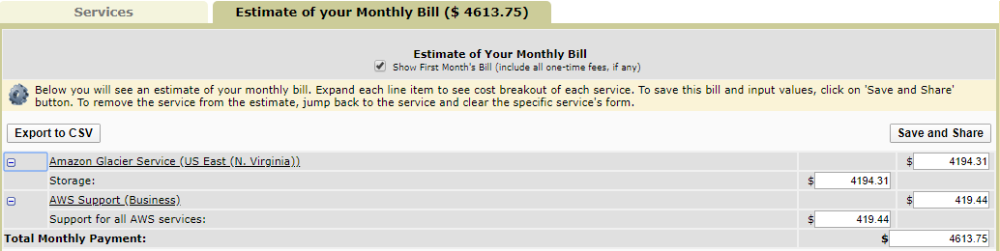 Services
Estimate of your Monthly Bill ($ 4613.75)
Estimate of Your Monthly Bill
Show First Month's Bill (include all one-time fees, if any)
Below you will see an estimate of your monthly bill. Expand each line item to see cost breakout of each service. To save this bill and input values, click on 'Save and Share'
button. To remove the service from the estimate, jump back to the service and clear the specific service's form.
Export to CSV
Save and Share
Amazon Glacier Service (US East (N. Virginia)) $ 4194.31
Storage: $ 4194.31
AWS Support (Business) $ 419.44
Support for all AWS services: $ 419.44
Total Monthly Payment: $ 4613.75